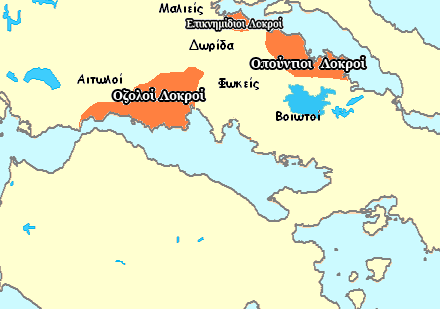 Μαλιείς
Επικνημίδιοι Λοκροί
Δωρίδα
Οπούντιοι Λοκροί
Αιτωλοί
Φωκείς
Οζολοί Λοκροί
Βοιωτοί